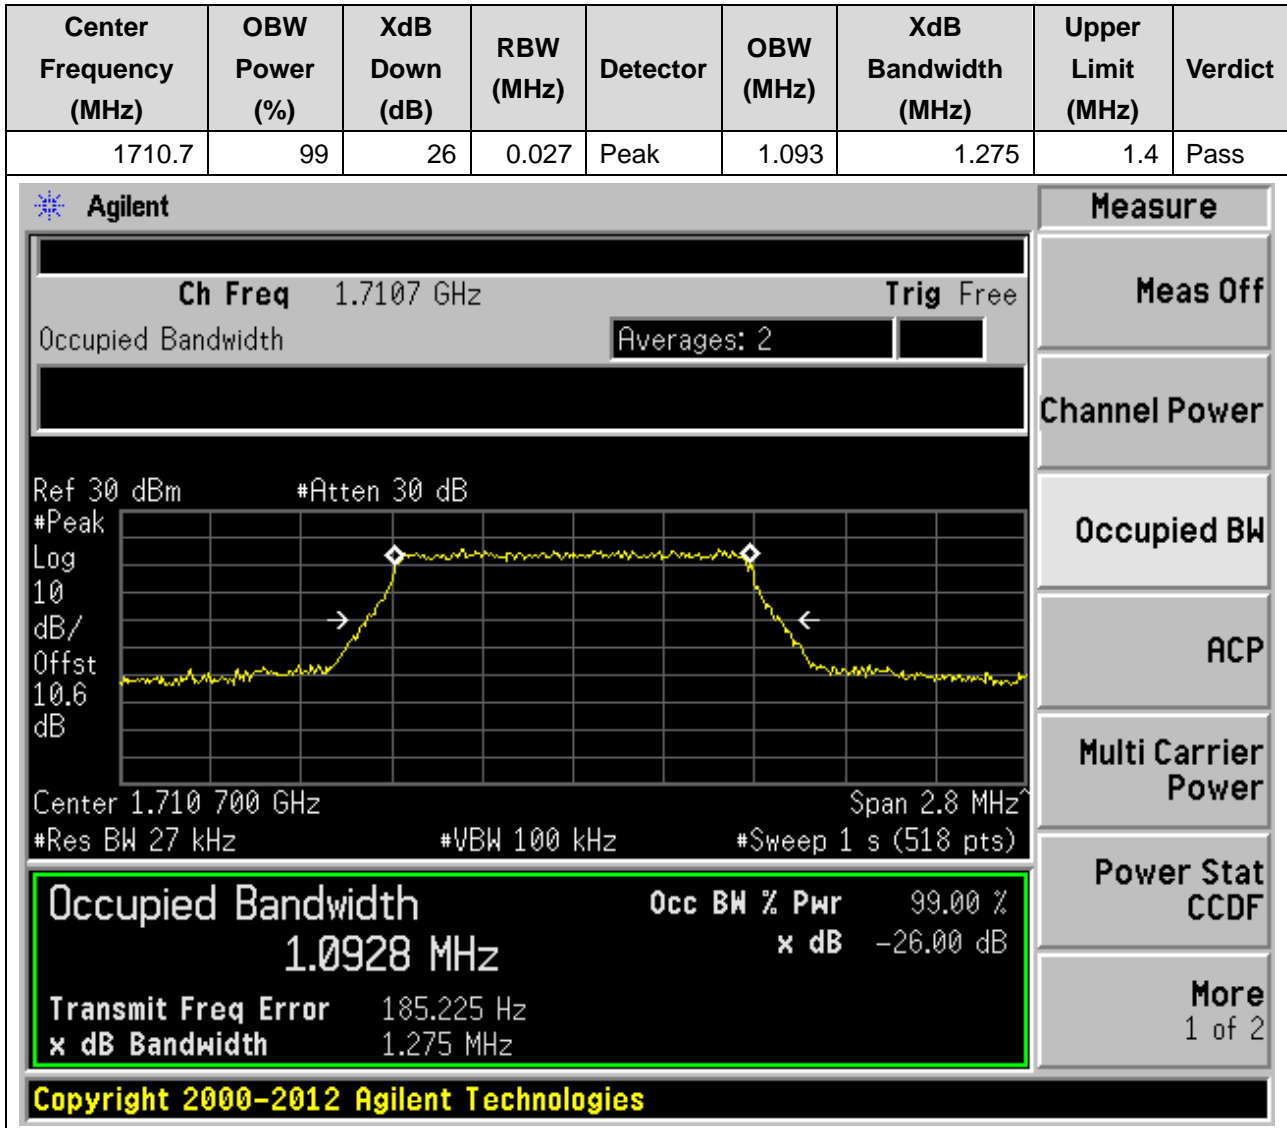 Center Frequency (MHz) OBW Power (%) XdB Down (dB) RBW (MHz) Detector OBW (MHz) XdB Bandwidth (MHz) Upper Limit (MHz) Verdict
1710.7 99 26 0.027 Peak 1.093 1.275 1.4 Pass
Agilent
Measure
Ch Freq 1.7107 GHz Trig Free
Occupied Bandwidth Averages: 2
Meas Off
Channel Power
Occupied BW
ACP
Multi Carrier
Power
Power Stat
CCDF
More
1 of 2
Ref 30 dBm #Atten 30 dB
#Peak
Log
10
dB/
Offst
10.6
dB
Center 1.710 700 GHz Span 2.8 MHz^
#Res BW 27 kHz #VBW 100 kHz #Sweep 1 s (518 pts)
Occupied Bandwidth Occ BW % Pwr 99.00 %
1.0928 MHz x dB -26.00 dB
Transmit Freq Error 185.225 Hz
x dB Bandwidth 1.275 MHz
Copyright 2000-2012 Agilent Technologies